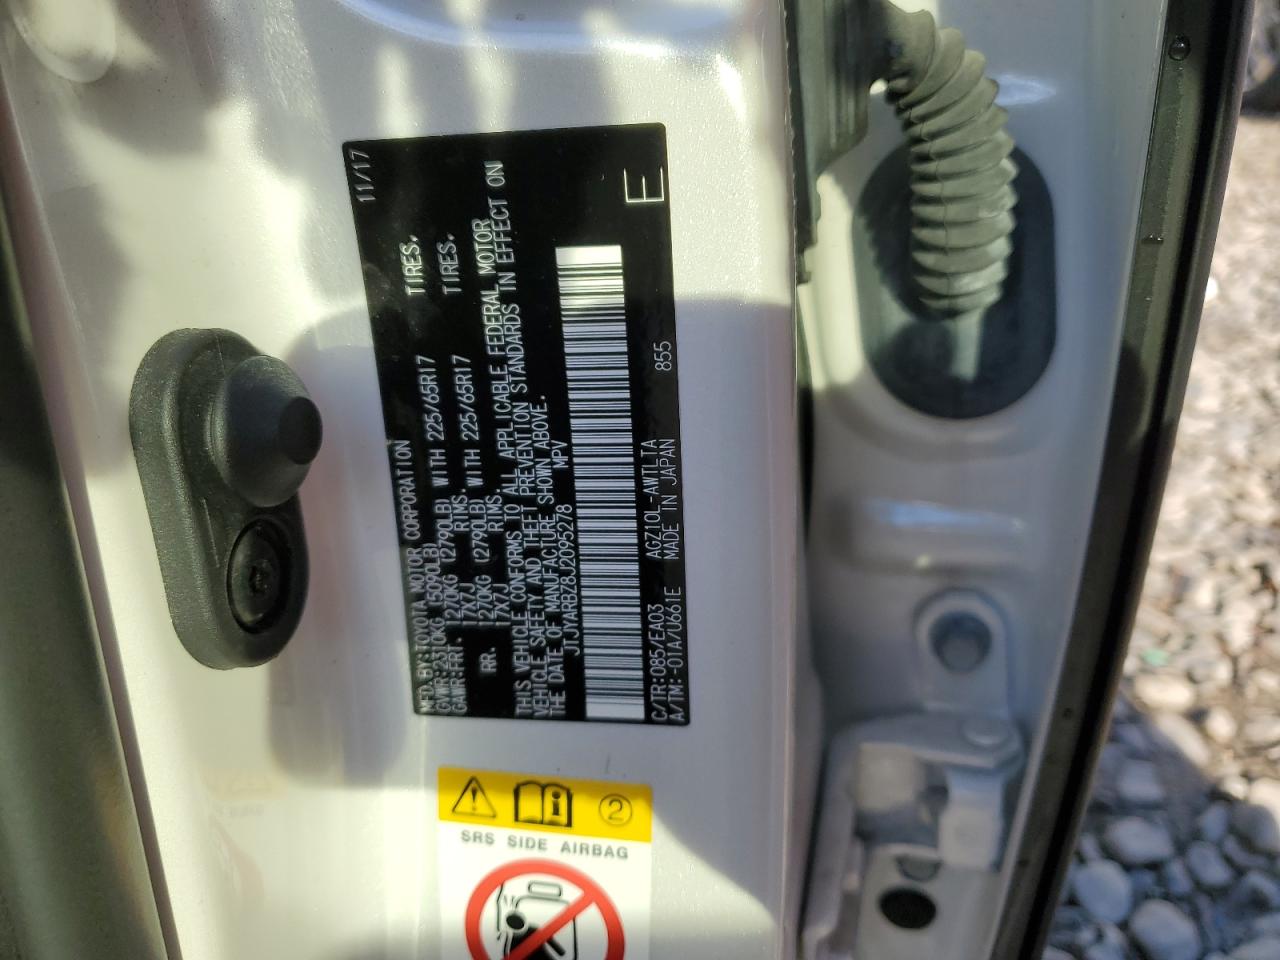 MFD.BY:TOYOTA MOTOR CORPORATION 11/17
GVWR:2310KG (5090LB)
GAWR:FRT. 1270KG (2790LB) WITH 225/65R17 TIRES.
17X7J RIMS.
RR. 1270KG (2790LB) WITH 225/65R17 TIRES.
17X7J RIMS.
THIS VEHICLE CONFORMS TO ALL APPLICABLE FEDERAL MOTOR
VEHICLE SAFETY AND THEFT PREVENTION STANDARDS IN EFFECT ON
THE DATE OF MANUFACTURE SHOWN ABOVE.
JTJYARBZ8J2095278 MPV
E
C/TR:085/EA03 AGZ10L-AWTLTA 855
A/TM:-01A/U661E MADE IN JAPAN
2
SRS SIDE AIRBAG